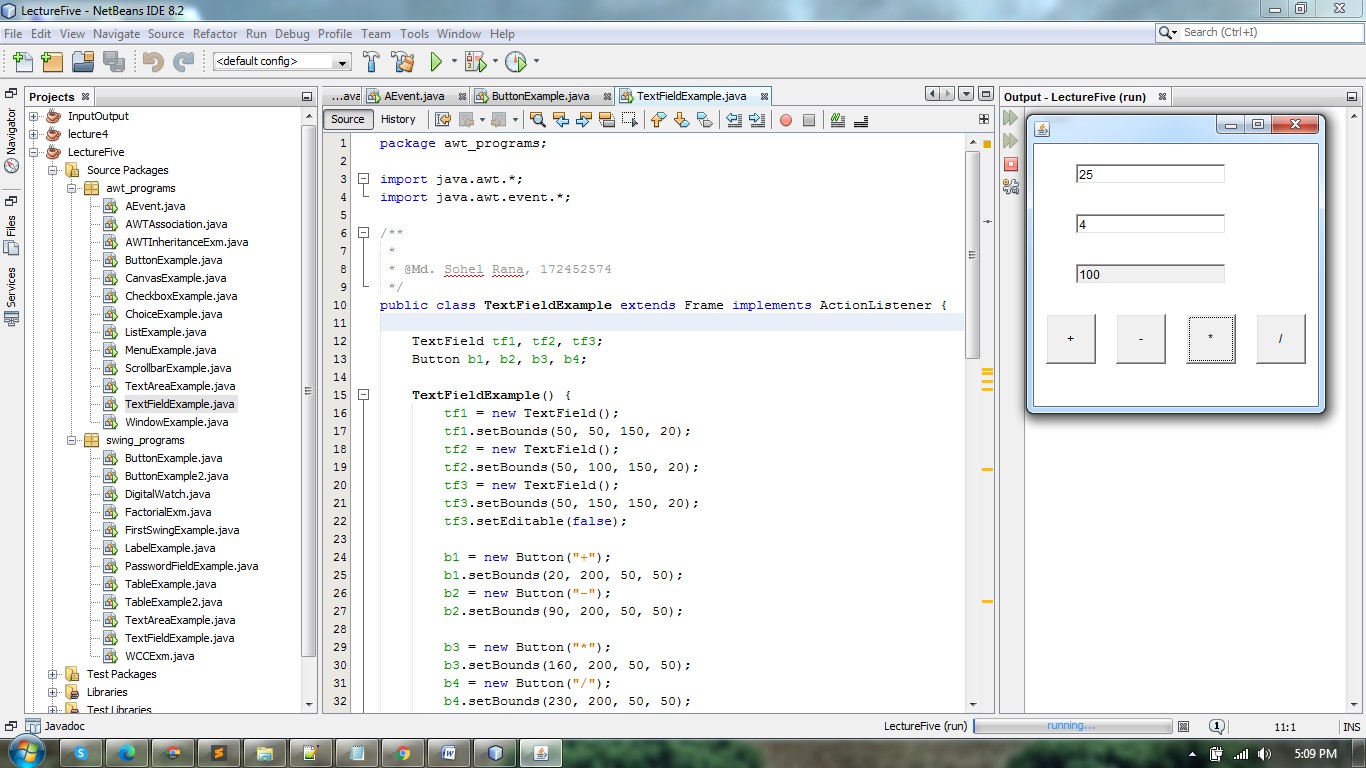 LectureFive - NetBeans IDE 8.2
File Edit View Navigate Source Refactor Run Debug Profile Team Tools Window Help
Search (Ctrl+I)
<default config>
Navigator
Files
Services
Projects
InputOutput
lecture4
LectureFive
Source Packages
awt_programs
AEvent.java
AWTAssociation.java
AWTInheritanceExm.java
ButtonExample.java
CanvasExample.java
CheckboxExample.java
ChoiceExample.java
ListExample.java
MenuExample.java
ScrollbarExample.java
TextAreaExample.java
TextFieldExample.java
WindowExample.java
swing_programs
ButtonExample.java
ButtonExample2.java
DigitalWatch.java
FactorialExm.java
FirstSwingExample.java
LabelExample.java
PasswordFieldExample.java
TableExample.java
TableExample2.java
TextAreaExample.java
TextFieldExample.java
WCCExm.java
Test Packages
Libraries
Test Libraries
...ava AEvent.java ButtonExample.java TextFieldExample.java
Source History
1 package awt_programs;
2
3 import java.awt.*;
4 import java.awt.event.*;
5
6 /**
7 *
8 * @Md. Sohel Rana, 172452574
9 */
10 public class TextFieldExample extends Frame implements ActionListener {
11
12 TextField tf1, tf2, tf3;
13 Button b1, b2, b3, b4;
14
15 TextFieldExample() {
16 tf1 = new TextField();
17 tf1.setBounds(50, 50, 150, 20);
18 tf2 = new TextField();
19 tf2.setBounds(50, 100, 150, 20);
20 tf3 = new TextField();
21 tf3.setBounds(50, 150, 150, 20);
22 tf3.setEditable(false);
23
24 b1 = new Button("+");
25 b1.setBounds(20, 200, 50, 50);
26 b2 = new Button("-");
27 b2.setBounds(90, 200, 50, 50);
28
29 b3 = new Button("*");
30 b3.setBounds(160, 200, 50, 50);
31 b4 = new Button("/");
32 b4.setBounds(230, 200, 50, 50);
Output - LectureFive (run)
25
4
100
+ - * /
Javadoc
LectureFive (run) running... 1 11:1 INS
5:09 PM